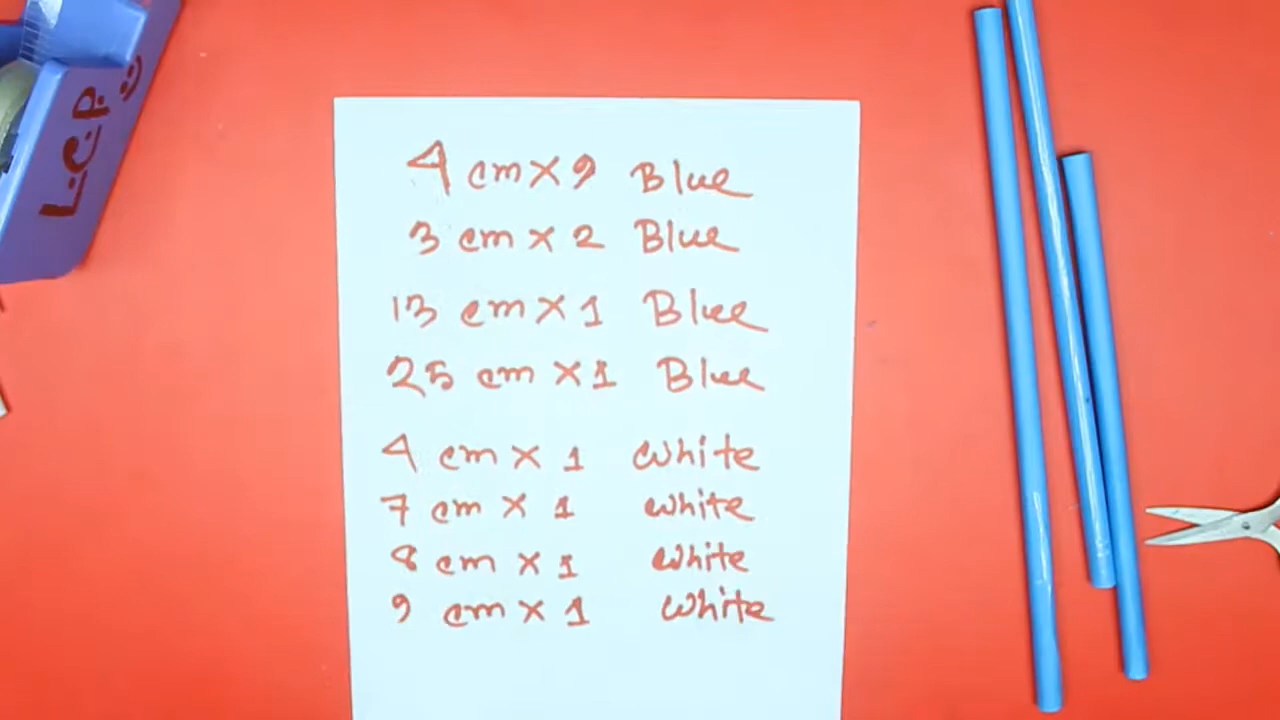 LCP
4 cm x 9 Blue
3 cm x 2 Blue
13 cm x 1 Blue
25 cm x 1 Blue
4 cm x 1 white
7 cm x 1 white
8 cm x 1 white
9 cm x 1 white